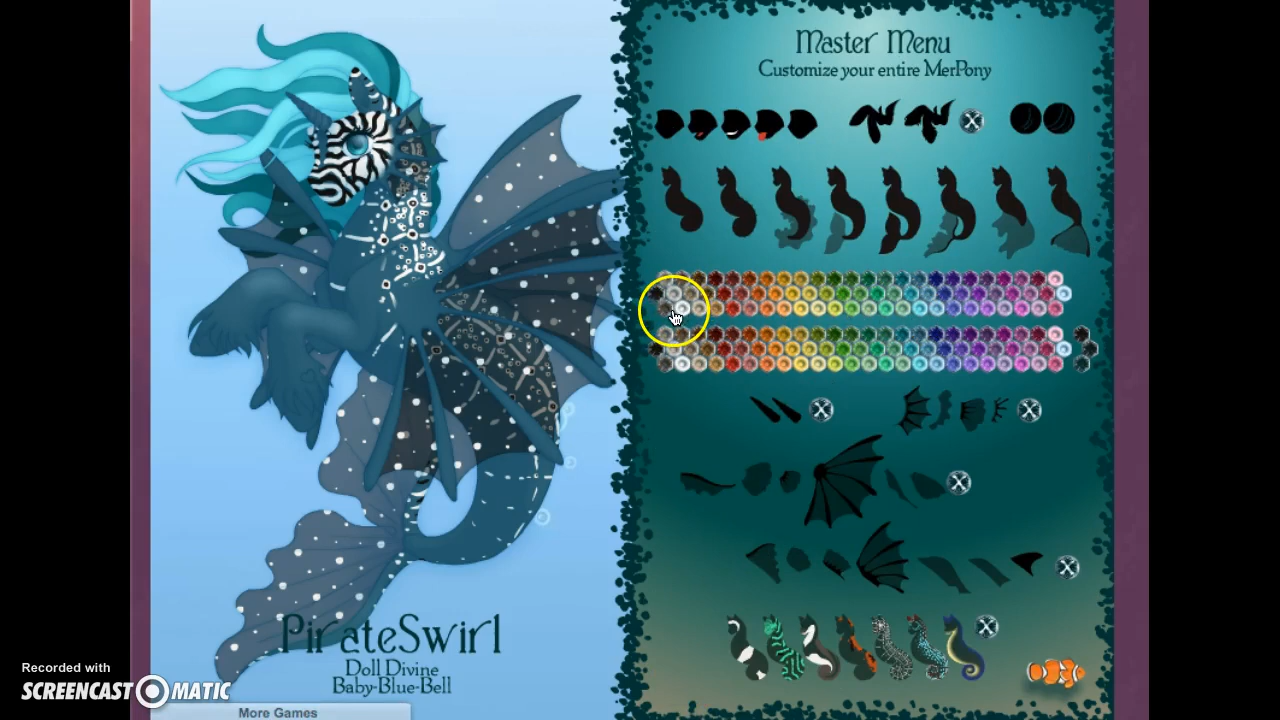 Master Menu
Customize your entire MerPony
PirateSwirl
Doll Divine
Baby-Blue-Bell
More Games
Recorded with
SCREENCAST MATIC